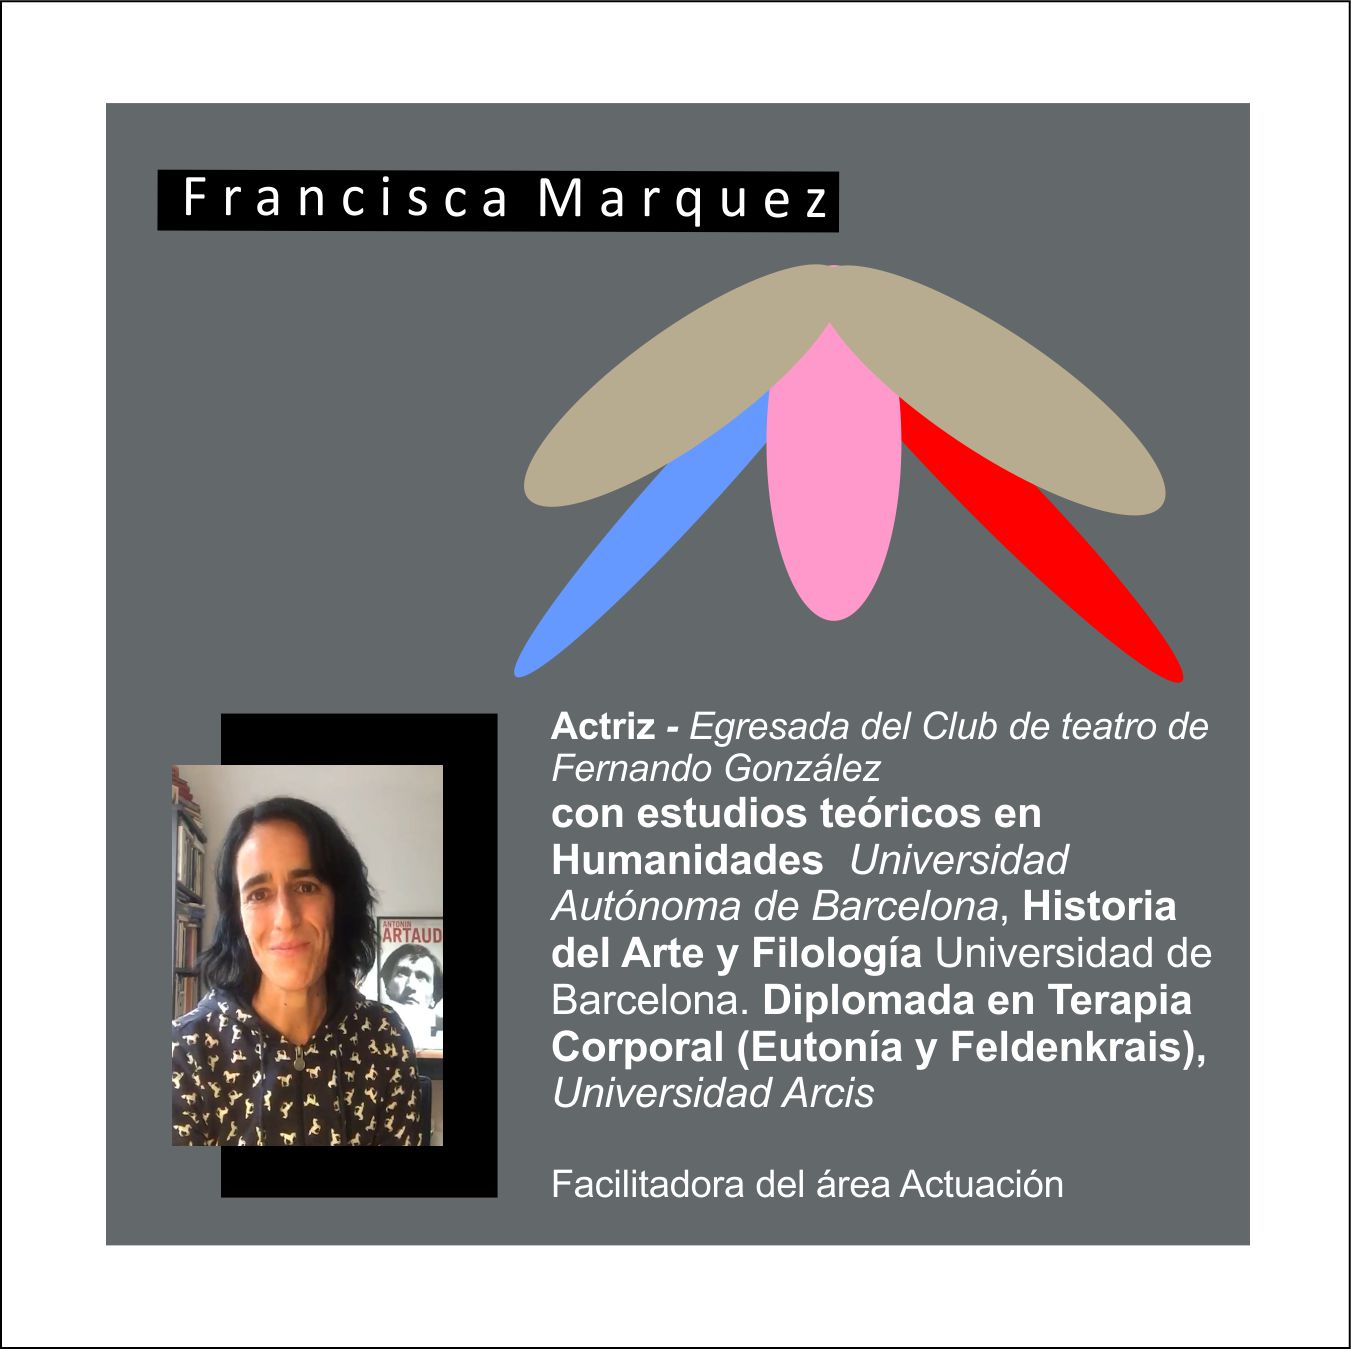 Francisca Marquez
Actriz - Egresada del Club de teatro de
Fernando González
con estudios teóricos en
Humanidades  Universidad
Autónoma de Barcelona, Historia
del Arte y Filología Universidad de
Barcelona. Diplomada en Terapia
Corporal (Eutonía y Feldenkrais),
Universidad Arcis
ANTONIN
ARTAUD
Facilitadora del área Actuación